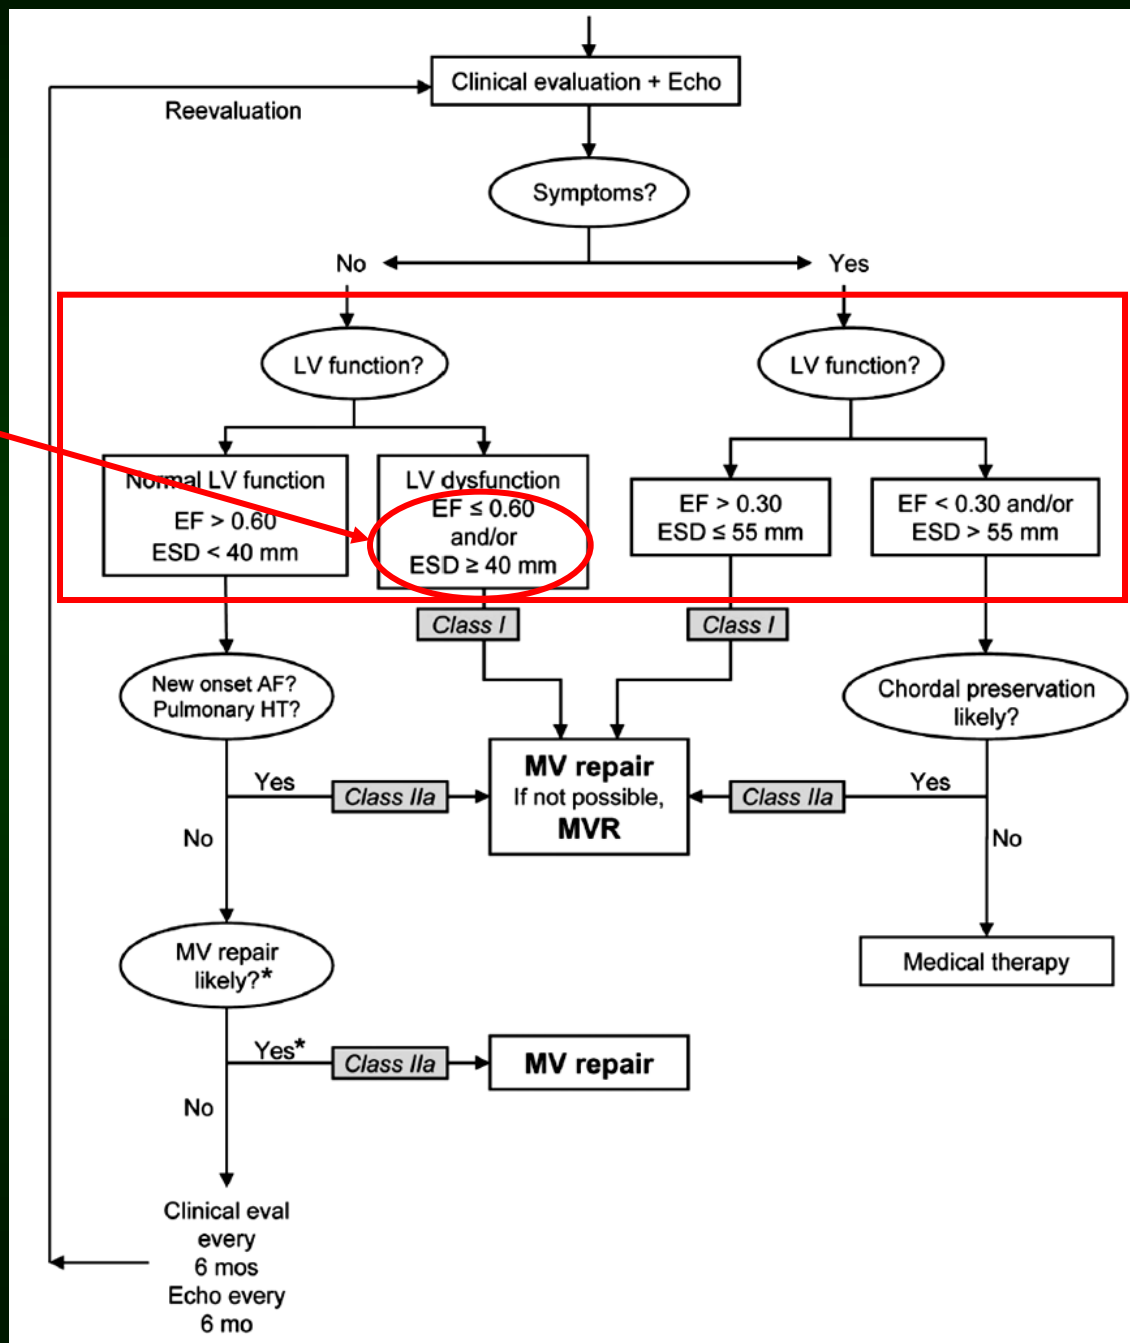 Clinical evaluation + Echo
Reevaluation
Symptoms?
No
Yes
LV function?
LV function?
Normal LV function
EF > 0.60
ESD < 40 mm
LV dysfunction
EF ≤ 0.60
and/or
ESD ≥ 40 mm
EF > 0.30
ESD ≤ 55 mm
EF < 0.30 and/or
ESD > 55 mm
Class I
Class I
New onset AF?
Pulmonary HT?
Chordal preservation
likely?
MV repair
If not possible,
MVR
Yes
Class IIa
Class IIa
Yes
No
No
MV repair
likely?*
Medical therapy
Yes*
Class IIa
MV repair
No
Clinical eval
every
6 mos
Echo every
6 mo